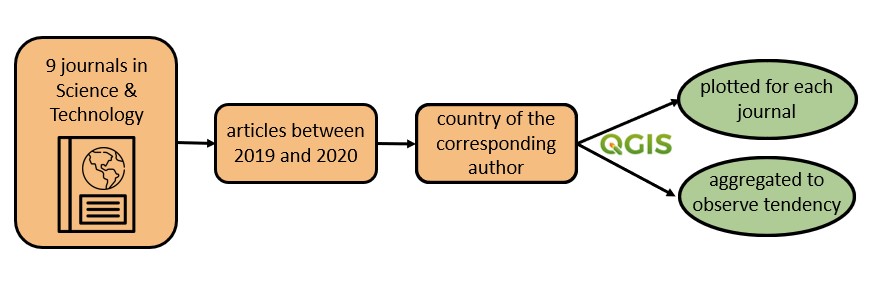 9 journals in
Science &
Technology
articles between
2019 and 2020
country of the
corresponding
author
QGIS
plotted for each
journal
aggregated to
observe tendency